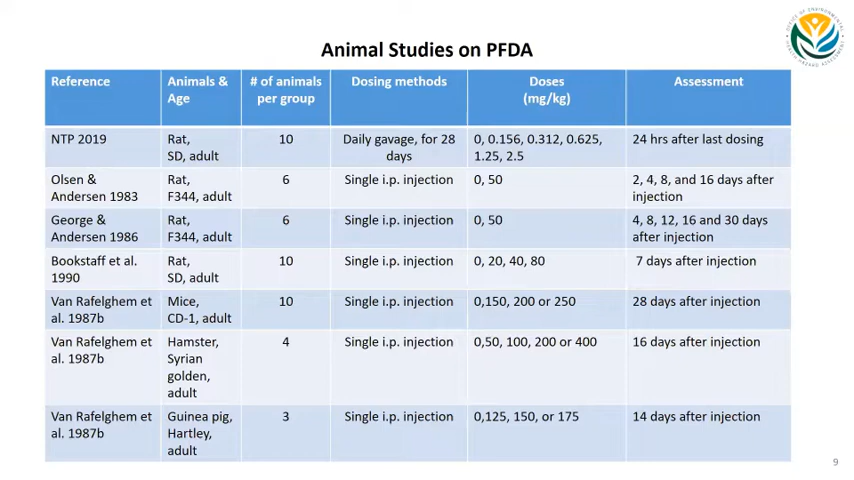 Animal Studies on PFDA
Reference
Animals &
Age
# of animals
per group
Dosing methods
Doses
(mg/kg)
Assessment
NTP 2019
Rat,
SD, adult
10
Daily gavage, for 28
days
0, 0.156, 0.312, 0.625,
1.25, 2.5
24 hrs after last dosing
Olsen &
Andersen 1983
Rat,
F344, adult
6
Single i.p. injection
0, 50
2, 4, 8, and 16 days after
injection
George &
Andersen 1986
Rat,
F344, adult
6
Single i.p. injection
0, 50
4, 8, 12, 16 and 30 days
after injection
Bookstaff et al.
1990
Rat,
SD, adult
10
Single i.p. injection
0, 20, 40, 80
7 days after injection
Van Rafelghem et
al. 1987b
Mice,
CD-1, adult
10
Single i.p. injection
0,150, 200 or 250
28 days after injection
Van Rafelghem et
al. 1987b
Hamster,
Syrian
golden,
adult
4
Single i.p. injection
0,50, 100, 200 or 400
16 days after injection
Van Rafelghem et
al. 1987b
Guinea pig,
Hartley,
adult
3
Single i.p. injection
0,125, 150, or 175
14 days after injection
OFFICE OF ENVIRONMENTAL
HEALTH HAZARD ASSESSMENT
9